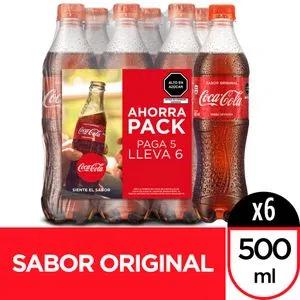 ALTO EN
AZÚCAR
SABOR ORIGINAL
Coca-Cola
AHORRA
PACK
PAGA 5
LLEVA 6
Coca-Cola
SIENTE EL SABOR
x6
500
ml
SABOR ORIGINAL